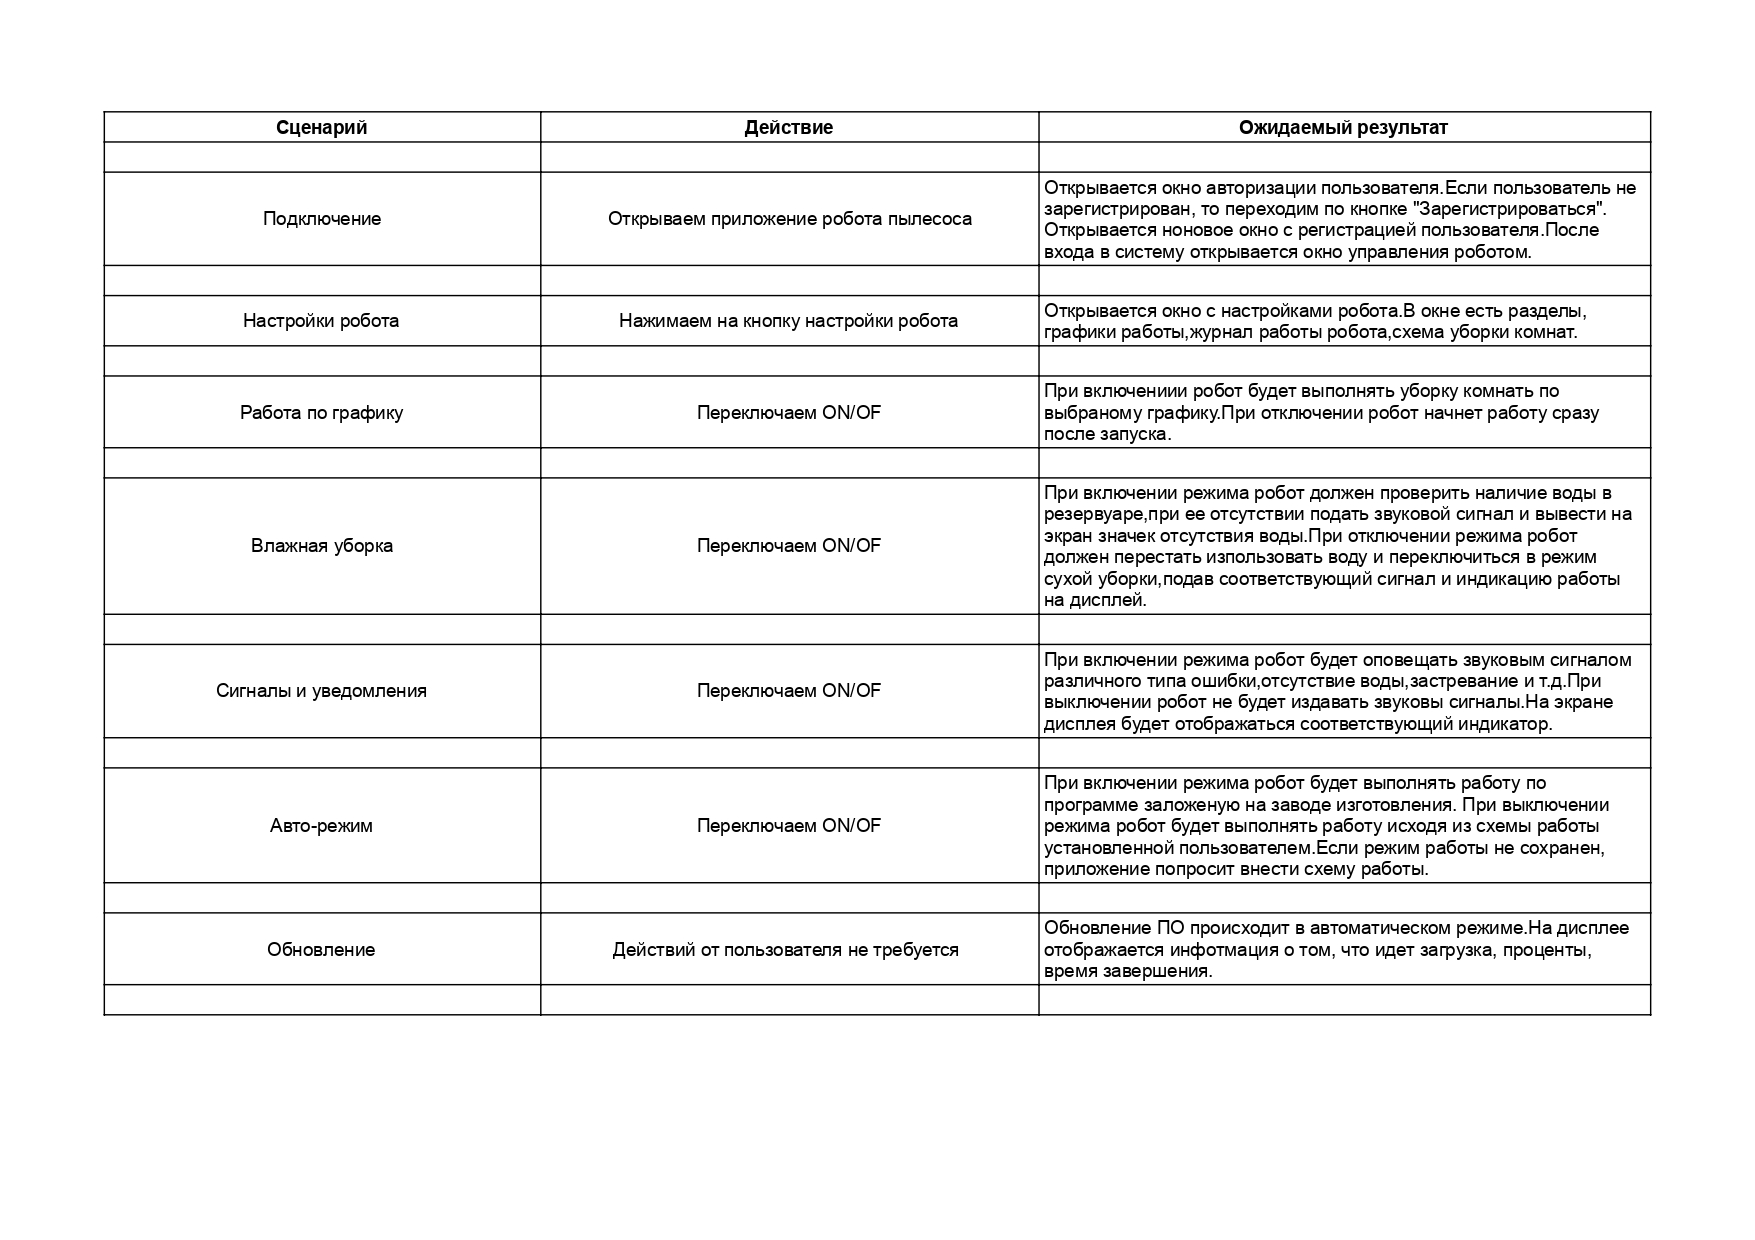 Сценарий
Действие
Ожидаемый результат
Подключение
Открываем приложение робота пылесоса
Открывается окно авторизации пользователя.Если пользователь не
зарегистрирован, то переходим по кнопке "Зарегистрироваться".
Открывается ноновое окно с регистрацией пользователя.После
входа в систему открывается окно управления роботом.
Настройки робота
Нажимаем на кнопку настройки робота
Открывается окно с настройками робота.В окне есть разделы,
графики работы,журнал работы робота,схема уборки комнат.
Работа по графику
Переключаем ON/OF
При включениии робот будет выполнять уборку комнать по
выбраному графику.При отключении робот начнет работу сразу
после запуска.
Влажная уборка
Переключаем ON/OF
При включении режима робот должен проверить наличие воды в
резервуаре,при ее отсутствии подать звуковой сигнал и вывести на
экран значек отсутствия воды.При отключении режима робот
должен перестать изпользовать воду и переключиться в режим
сухой уборки,подав соответствующий сигнал и индикацию работы
на дисплей.
Сигналы и уведомления
Переключаем ON/OF
При включении режима робот будет оповещать звуковым сигналом
различного типа ошибки,отсутствие воды,застревание и т.д.При
выключении робот не будет издавать звуковы сигналы.На экране
дисплея будет отображаться соответствующий индикатор.
Авто-режим
Переключаем ON/OF
При включении режима робот будет выполнять работу по
программе заложеную на заводе изготовления. При выключении
режима робот будет выполнять работу исходя из схемы работы
установленной пользователем.Если режим работы не сохранен,
приложение попросит внести схему работы.
Обновление
Действий от пользователя не требуется
Обновление ПО происходит в автоматическом режиме.На дисплее
отображается инфотмация о том, что идет загрузка, проценты,
время завершения.